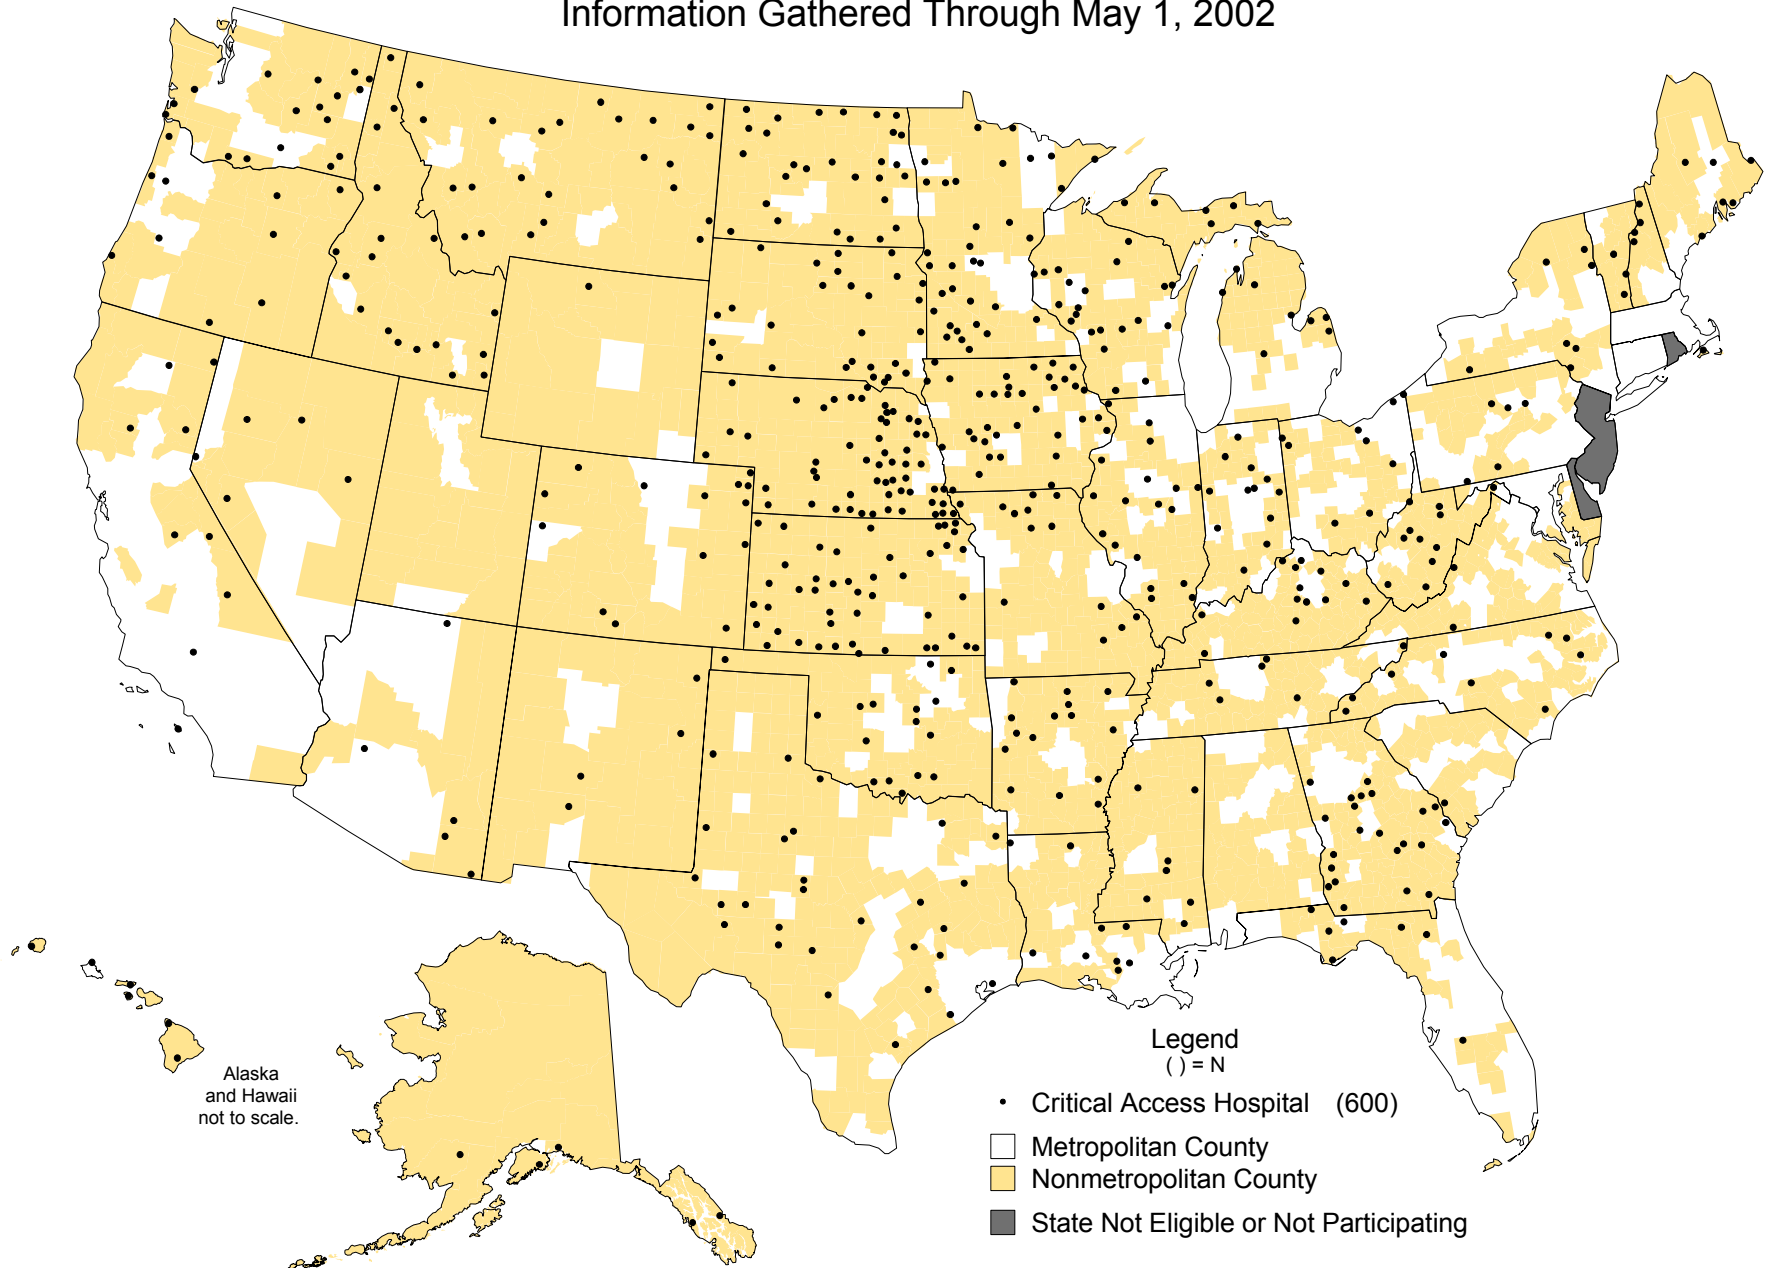 Information Gathered Through May 1, 2002
Alaska
and Hawaii
not to scale.
Legend
( ) = N
Critical Access Hospital (600)
Metropolitan County
Nonmetropolitan County
State Not Eligible or Not Participating